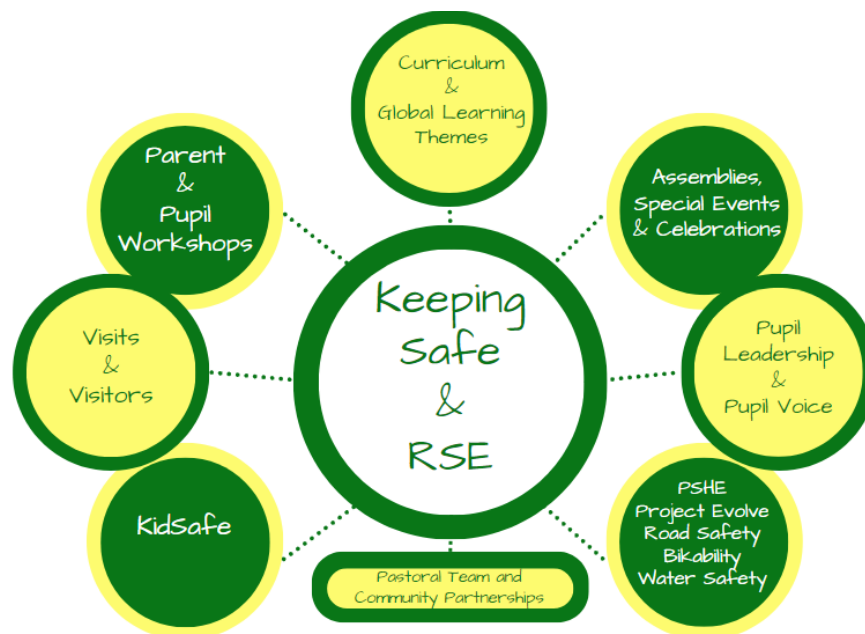 Curriculum
&
Global Learning
Themes
Parent
&
Pupil
Workshops
Assemblies,
Special Events
& Celebrations
Keeping
Safe
&
RSE
Visits
&
Visitors
Pupil
Leadership
&
Pupil Voice
KidSafe
PSHE
Project Evolve
Road Safety
Bikability
Water Safety
Pastoral Team and
Community Partnerships